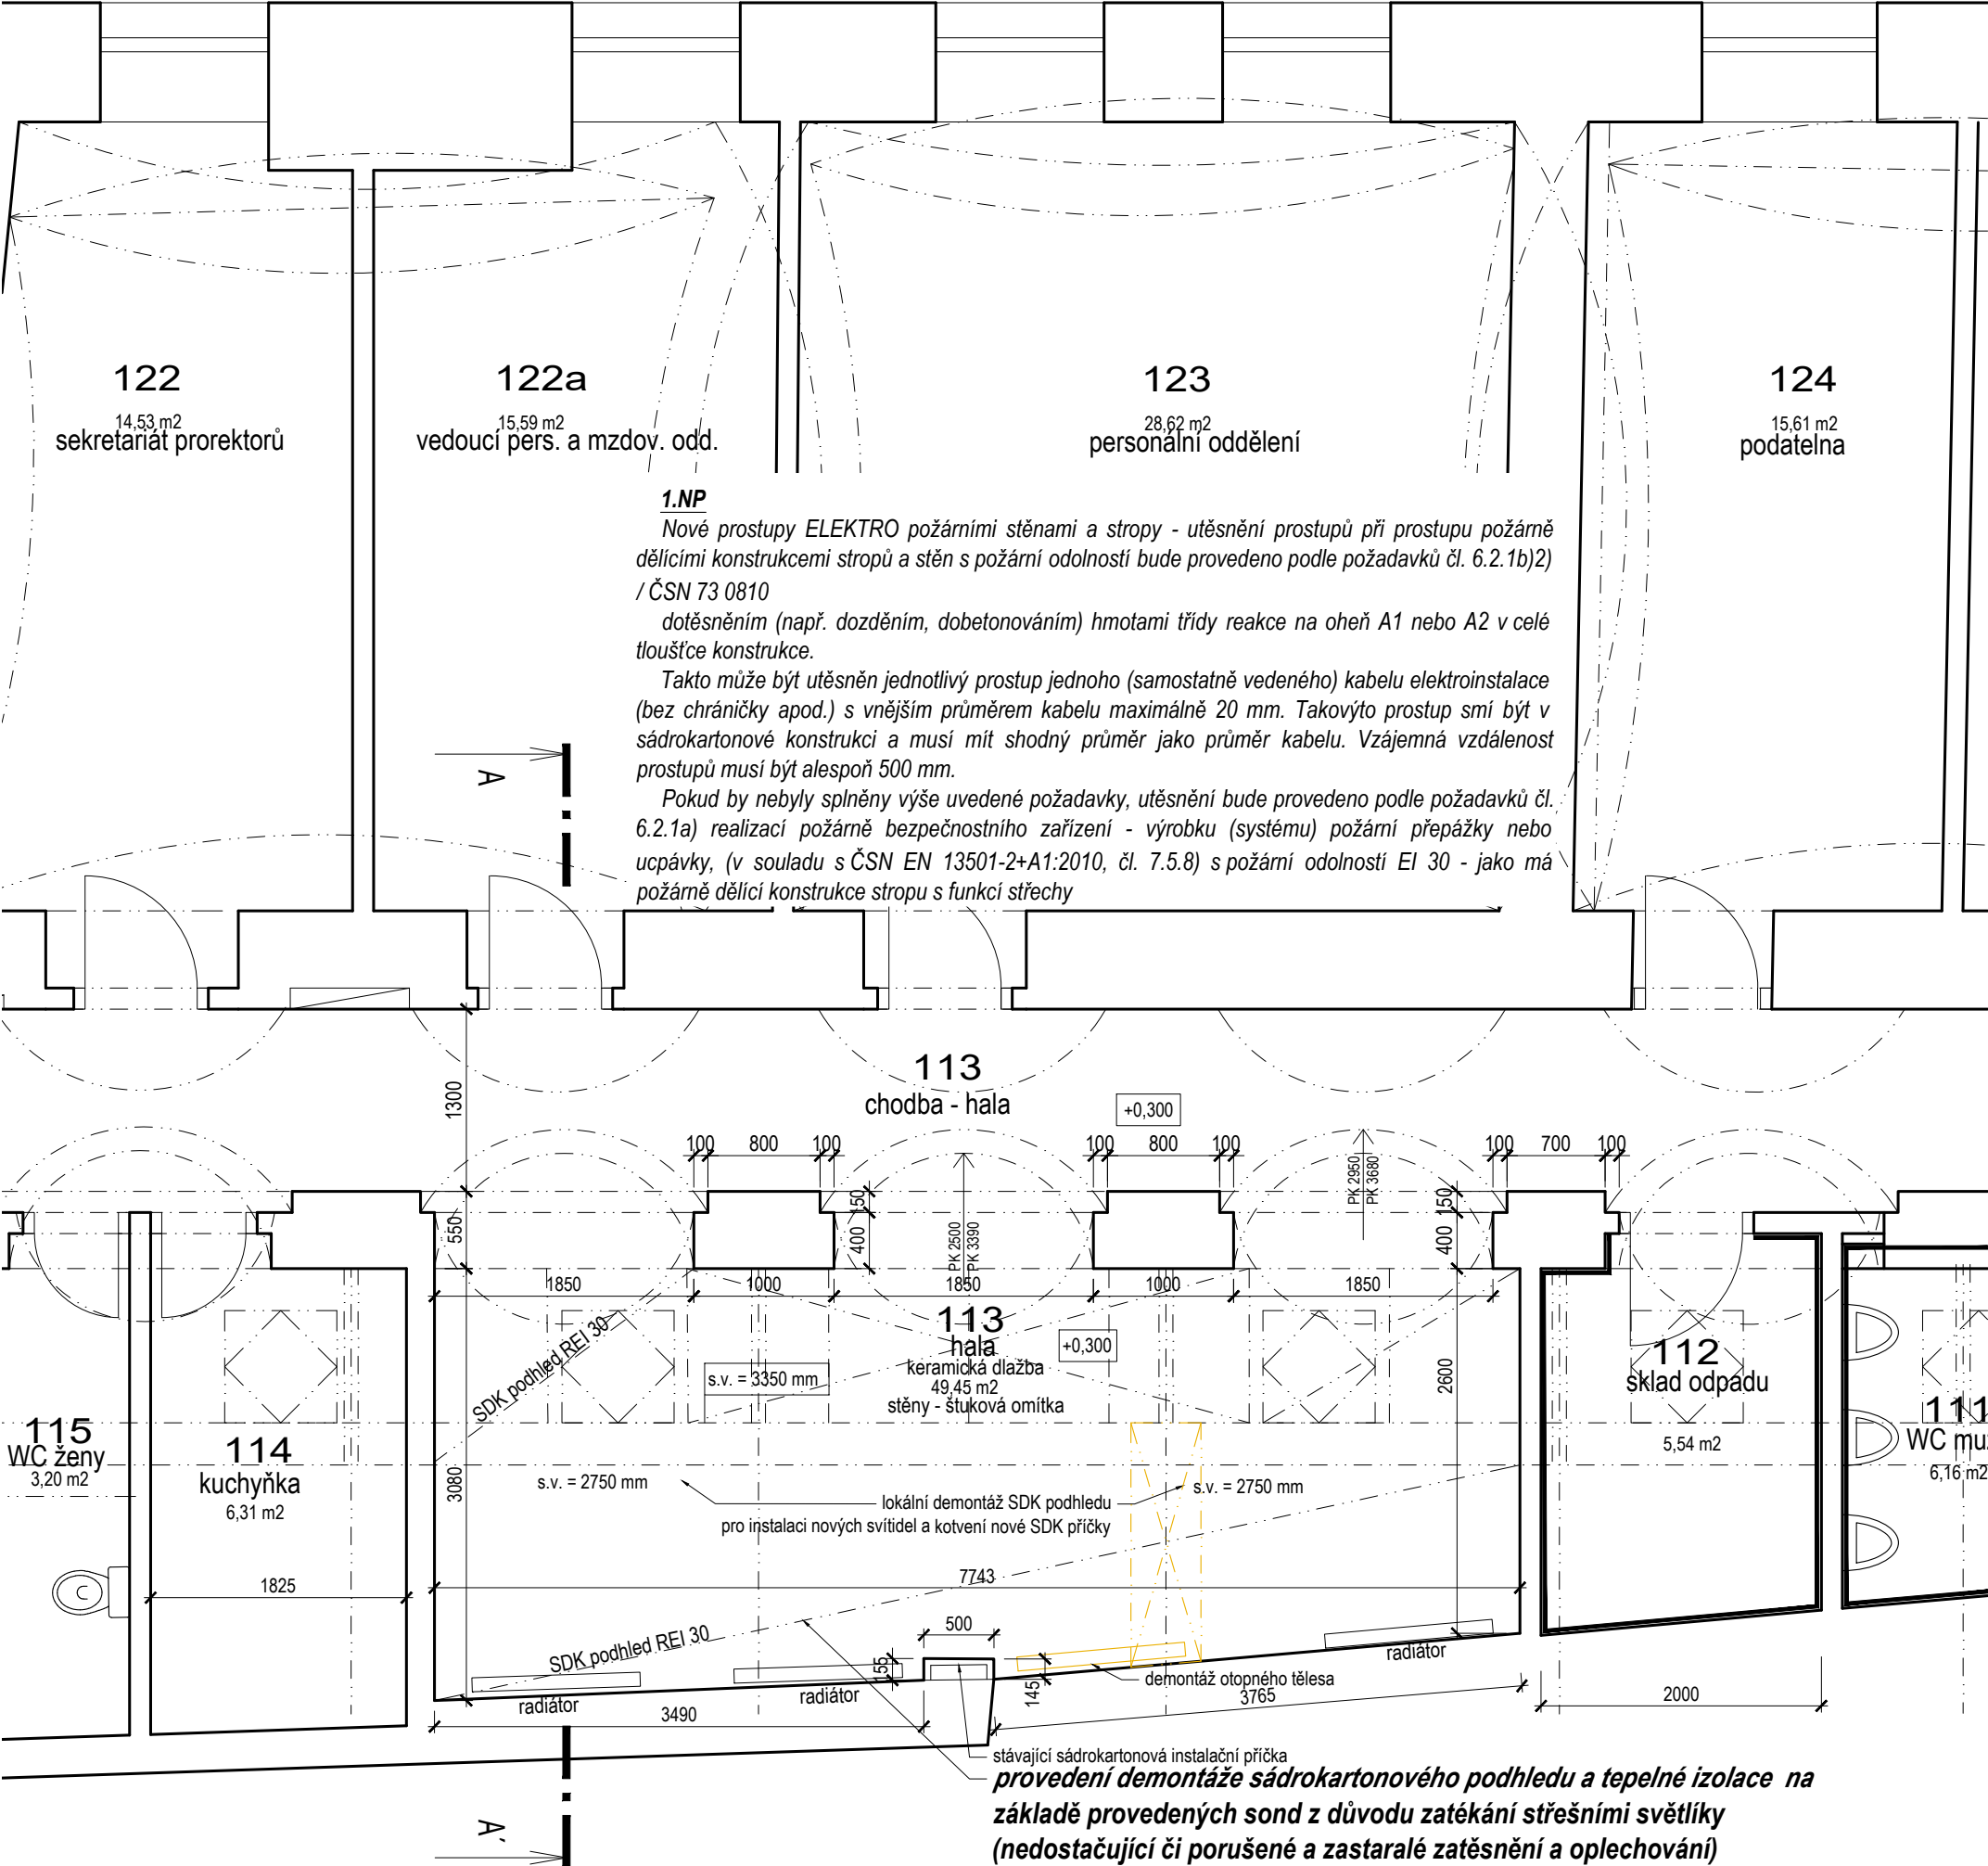 122
14,53 m2
sekretariát prorektorů
122a
15,59 m2
vedoucí pers. a mzdov. odd.
123
28,62 m2
personální oddělení
124
15,61 m2
podatelna
1.NP
Nové prostupy ELEKTRO požárními stěnami a stropy - utěsnění prostupů při prostupu požárně
dělícími konstrukcemi stropů a stěn s požární odolností bude provedeno podle požadavků čl. 6.2.1b)2)
/ ČSN 73 0810
dotěsněním (např. dozděním, dobetonováním) hmotami třídy reakce na oheň A1 nebo A2 v celé
tloušťce konstrukce.
Takto může být utěsněn jednotlivý prostup jednoho (samostatně vedeného) kabelu elektroinstalace
(bez chráničky apod.) s vnějším průměrem kabelu maximálně 20 mm. Takovýto prostup smí být v
sádrokartonové konstrukci a musí mít shodný průměr jako průměr kabelu. Vzájemná vzdálenost
prostupů musí být alespoň 500 mm.
Pokud by nebyly splněny výše uvedené požadavky, utěsnění bude provedeno podle požadavků čl.
6.2.1a) realizací požárně bezpečnostního zařízení - výrobku (systému) požární přepážky nebo
ucpávky, (v souladu s ČSN EN 13501-2+A1:2010, čl. 7.5.8) s požární odolností EI 30 - jako má
požárně dělící konstrukce stropu s funkcí střechy
A
1300
113
chodba - hala
+0,300
100 800 100
100 800 100
100 700 100
550
150
400
PK 2500
PK 3390
PK 2950
PK 3680
150
400
1850 1000 1850 1000 1850
SDK podhled REI 30
s.v. = 3350 mm
113
hala
keramická dlažba
49,45 m2
stěny - štuková omítka
+0,300
2600
112
sklad odpadu
5,54 m2
111
WC mu
6,16 m2
115
WC ženy
3,20 m2
114
kuchyňka
6,31 m2
3080
s.v. = 2750 mm
lokální demontáž SDK podhledu
pro instalaci nových svítidel a kotvení nové SDK příčky
s.v. = 2750 mm
1825
7743
500
SDK podhled REI 30
155
145
radiátor
radiátor
radiátor
demontáž otopného tělesa
3490
3765
2000
stávající sádrokartonová instalační příčka
provedení demontáže sádrokartonového podhledu a tepelné izolace na
základě provedených sond z důvodu zatékání střešními světlíky
(nedostačující či porušené a zastaralé zatěsnění a oplechování)
A'